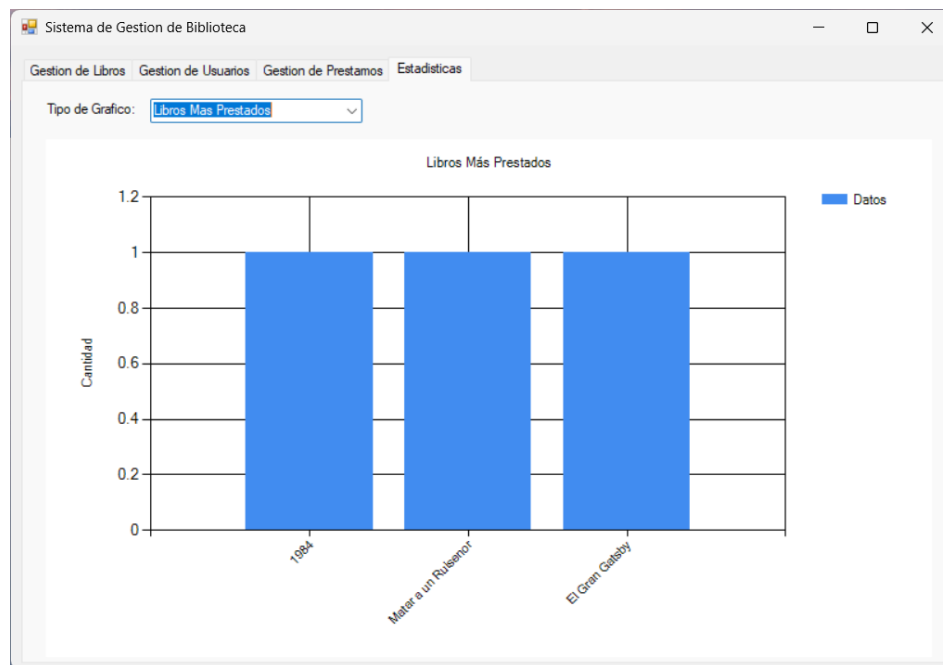 Sistema de Gestion de Biblioteca
Gestion de Libros Gestion de Usuarios Gestion de Prestamos Estadisticas
Tipo de Grafico: Libros Mas Prestados
Libros Más Prestados
Datos
1.2
1
0.8
0.6
0.4
0.2
0
Cantidad
1984
Matar a un Ruisenor
El Gran Gatsby